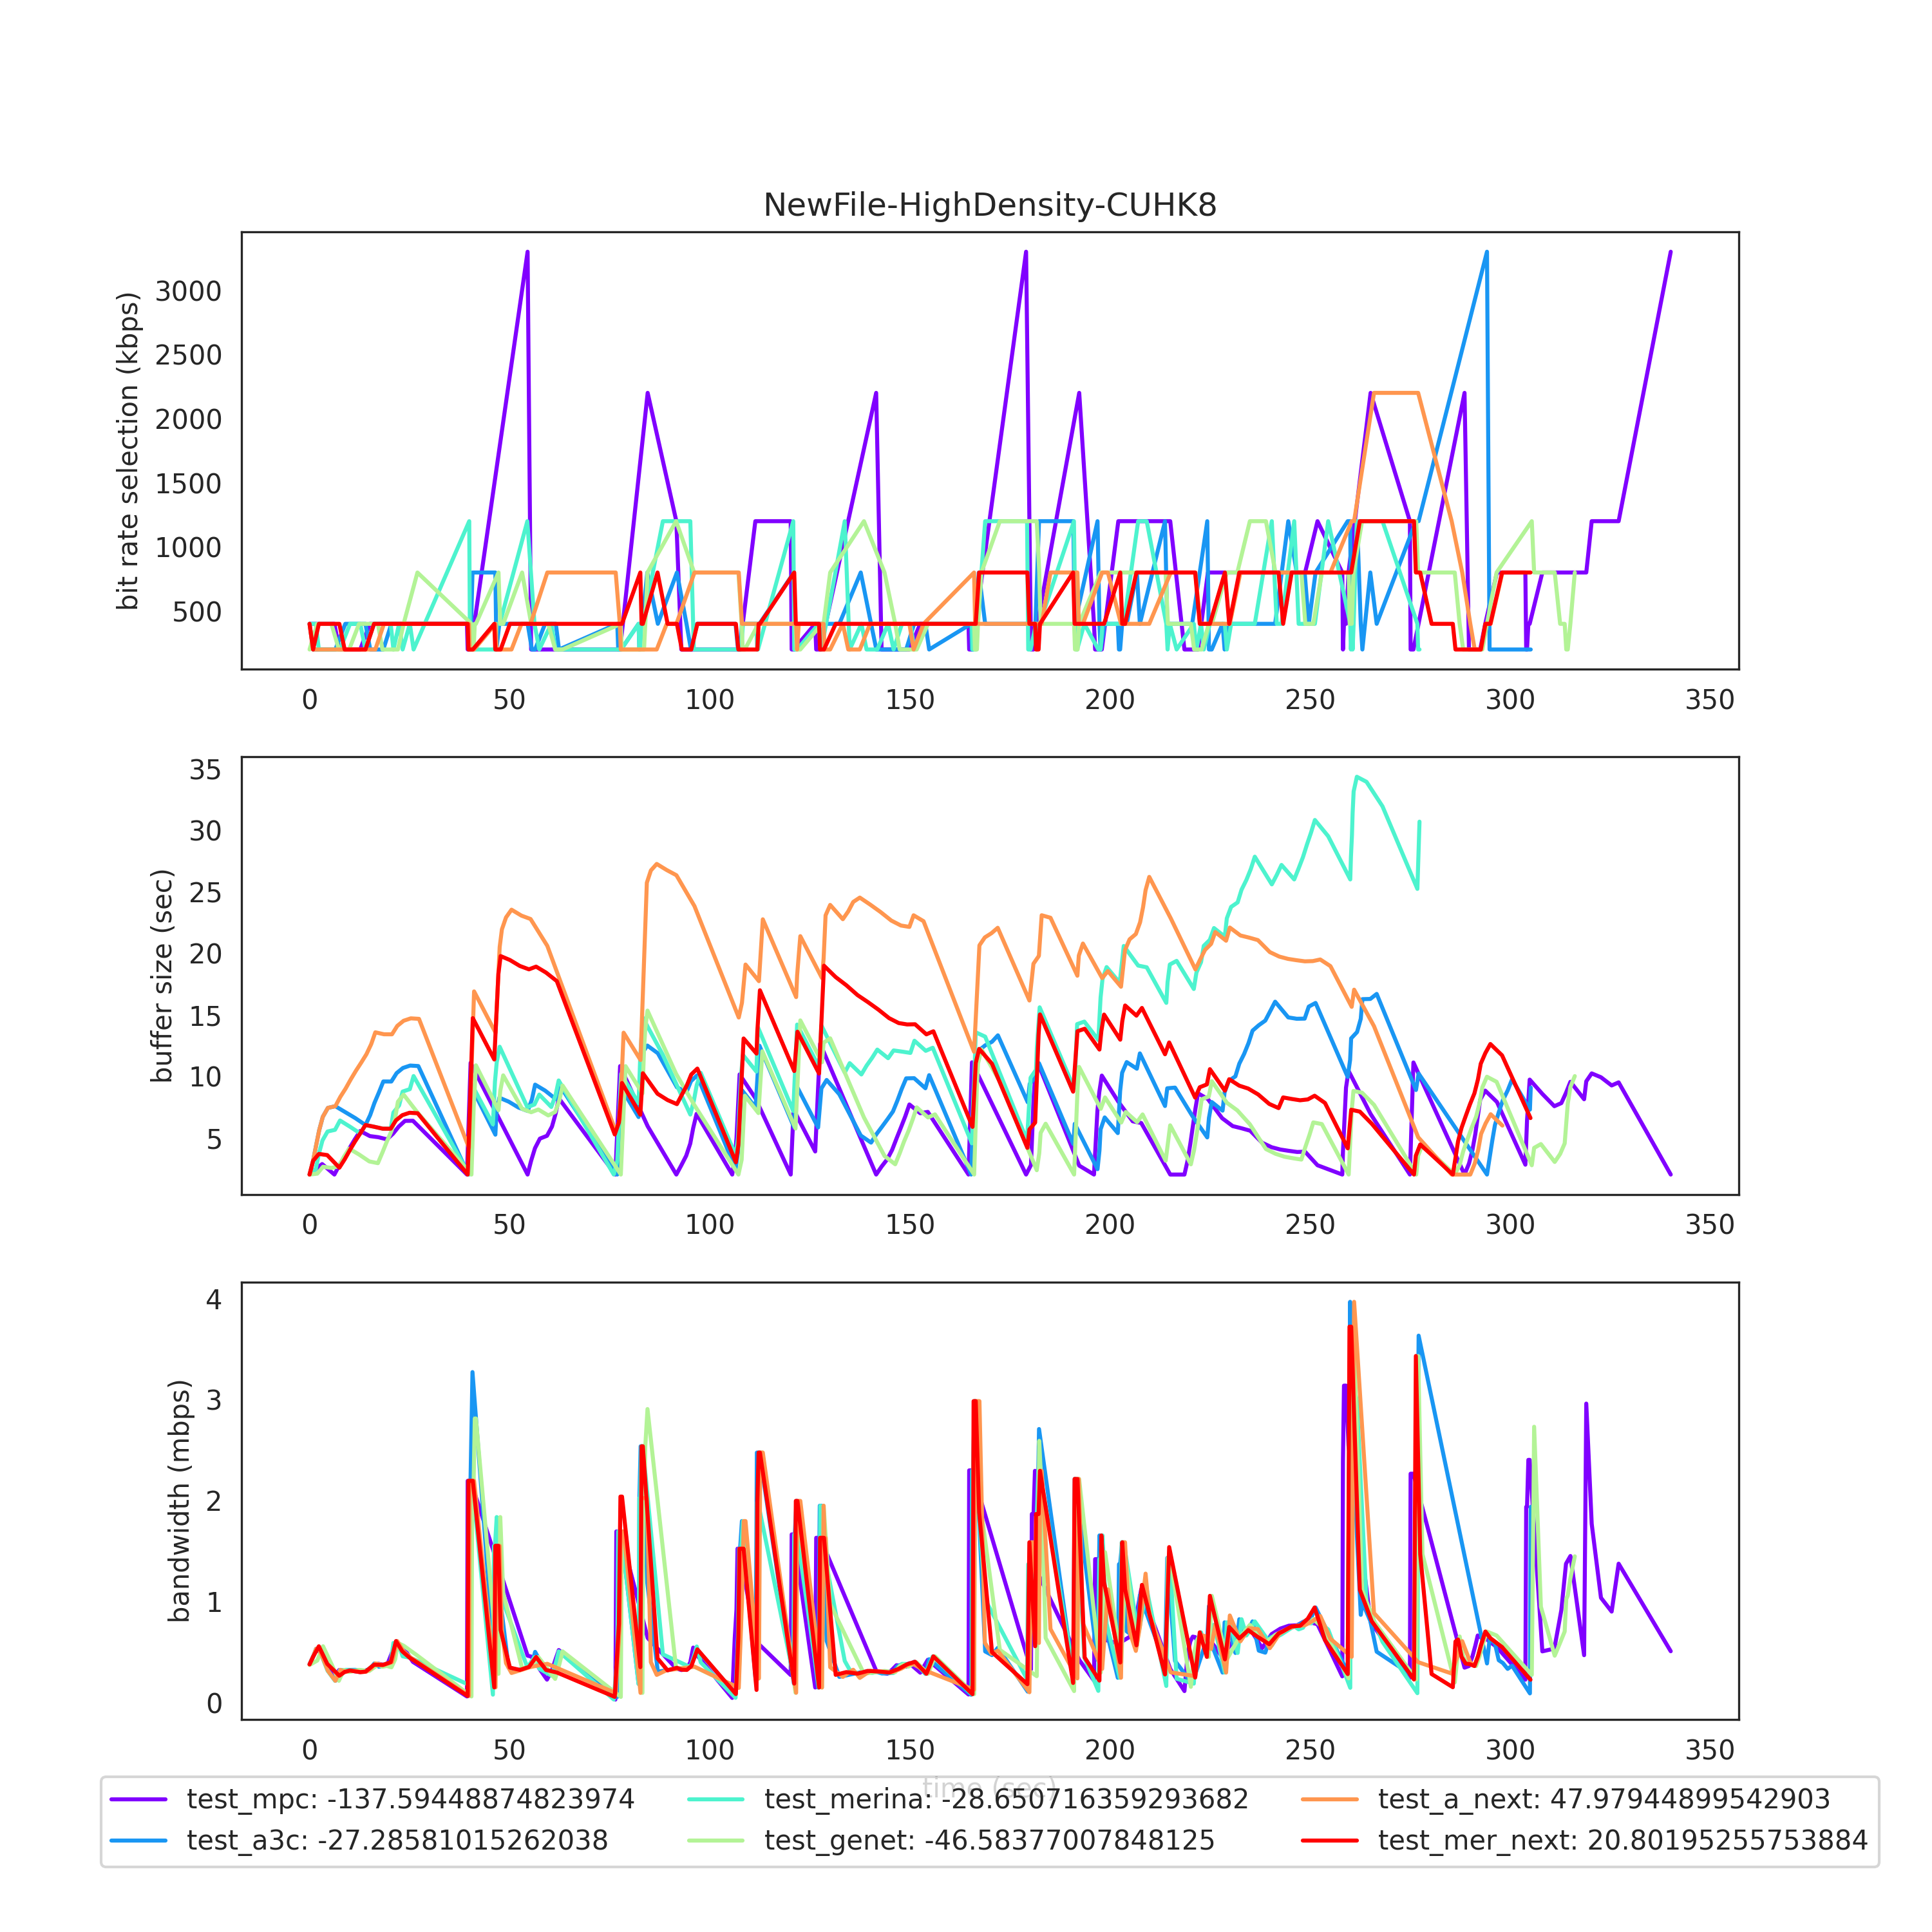 NewFile-HighDensity-CUHK8
bit rate selection (kbps)
3000
2500
2000
1500
1000
500
0 50 100 150 200 250 300 350
buffer size (sec)
35
30
25
20
15
10
5
0 50 100 150 200 250 300 350
bandwidth (mbps)
4
3
2
1
0
0 50 100 150 200 250 300 350
time (sec)
test_mpc: -137.59448874823974 test_merina: -28.650716359293682 test_a_next: 47.97944899542903
test_a3c: -27.28581015262038 test_genet: -46.58377007848125 test_mer_next: 20.80195255753884